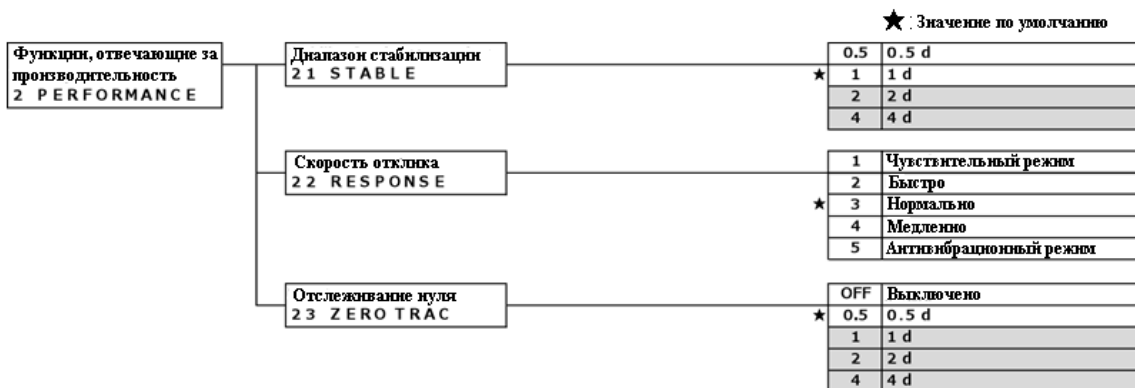 ★ : Значение по умолчанию
Функции, отвечающие за
производительность
2 PERFORMANCE
Диапазон стабилизации
21 STABLE
0.5 0.5 d
★ 1 1 d
2 2 d
4 4 d
Скорость отклика
22 RESPONSE
1 Чувствительный режим
2 Быстро
★ 3 Нормально
4 Медленно
5 Антивибрационный режим
Отслеживание нуля
23 ZERO TRAC
OFF Выключено
★ 0.5 0.5 d
1 1 d
2 2 d
4 4 d